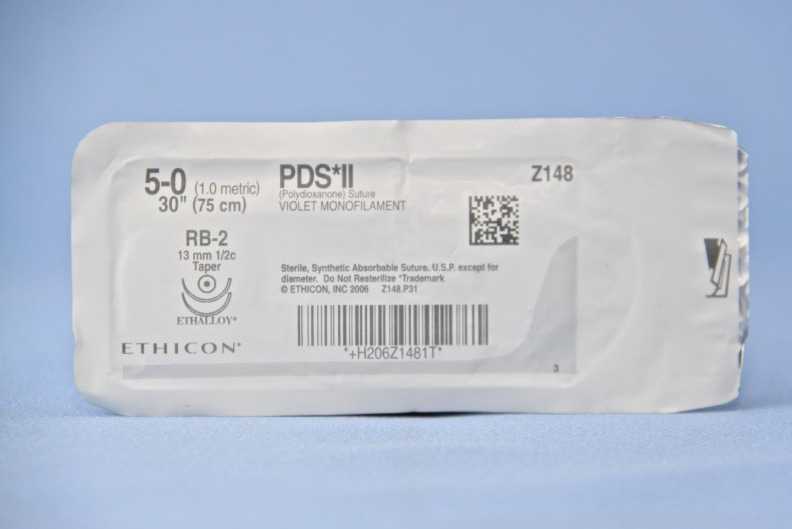 5-0 (1.0 metric)
30" (75 cm)
PDS*II
(Polydioxanone) Suture
VIOLET MONOFILAMENT
Z148
RB-2
13 mm 1/2c
Taper
ETHALLOY*
ETHICON*
Sterile, Synthetic Absorbable Suture, U.S.P. except for
diameter. Do Not Resterilize *Trademark
© ETHICON, INC 2006 Z148.P31
*+H206Z1481T*
3